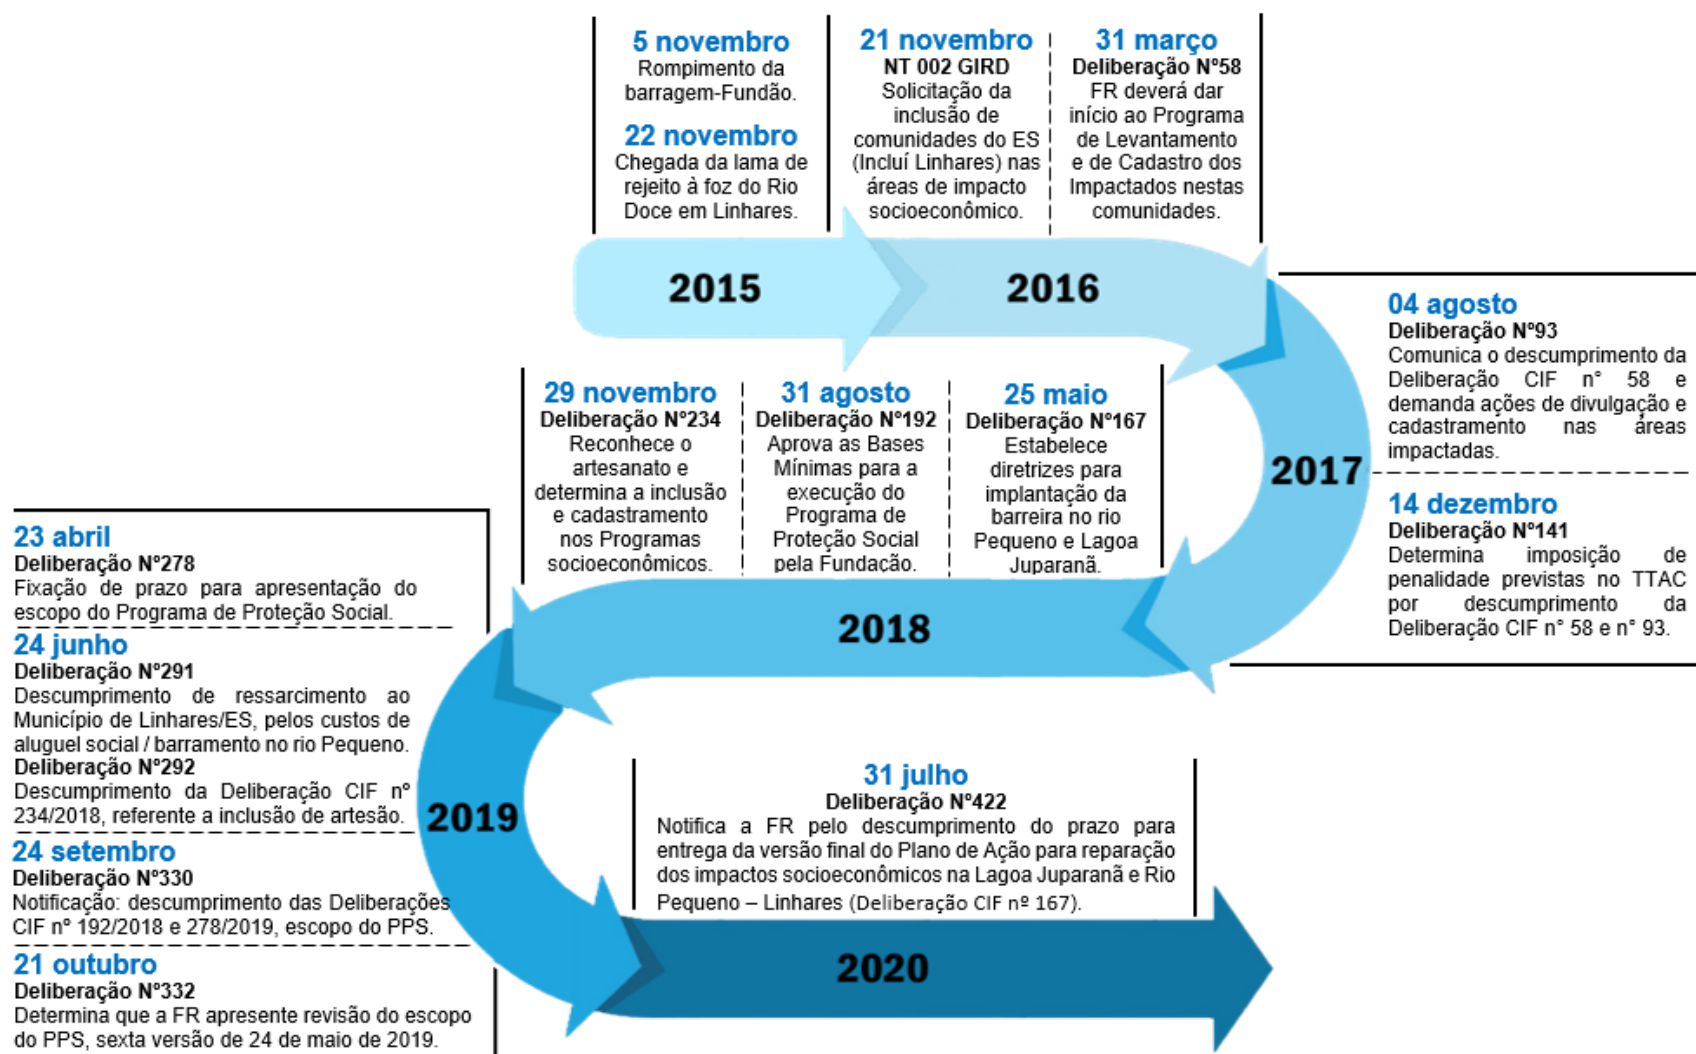 5 novembro
Rompimento da
barragem-Fundão.
22 novembro
Chegada da lama de
rejeito à foz do Rio
Doce em Linhares.
21 novembro
NT 002 GIRD
Solicitação da
inclusão de
comunidades do ES
(Incluí Linhares) nas
áreas de impacto
socioeconômico.
31 março
Deliberação N°58
FR deverá dar
início ao Programa
de Levantamento
e de Cadastro dos
Impactados nestas
comunidades.
2015
2016
04 agosto
Deliberação N°93
Comunica o descumprimento da
Deliberação CIF n° 58 e
demanda ações de divulgação e
cadastramento nas áreas
impactadas.
2017
14 dezembro
Deliberação N°141
Determina imposição de
penalidade previstas no TTAC
por descumprimento da
Deliberação CIF n° 58 e n° 93.
25 maio
Deliberação N°167
Estabelece
diretrizes para
implantação da
barreira no rio
Pequeno e Lagoa
Juparanã.
31 agosto
Deliberação N°192
Aprova as Bases
Mínimas para a
execução do
Programa de
Proteção Social
pela Fundacão.
29 novembro
Deliberação N°234
Reconhece o
artesanato e
determina a inclusão
e cadastramento
nos Programas
socioeconômicos.
2018
23 abril
Deliberação N°278
Fixação de prazo para apresentação do
escopo do Programa de Proteção Social.
24 junho
Deliberação N°291
Descumprimento de ressarcimento ao
Município de Linhares/ES, pelos custos de
aluguel social / barramento no rio Pequeno.
Deliberação N°292
Descumprimento da Deliberação CIF nº
234/2018, referente a inclusão de artesão.
2019
24 setembro
Deliberação N°330
Notificação: descumprimento das Deliberações
CIF nº 192/2018 e 278/2019, escopo do PPS.
21 outubro
Deliberação N°332
Determina que a FR apresente revisão do escopo
do PPS, sexta versão de 24 de maio de 2019.
31 julho
Deliberação N°422
Notifica a FR pelo descumprimento do prazo para
entrega da versão final do Plano de Ação para reparação
dos impactos socioeconômicos na Lagoa Juparanã e Rio
Pequeno – Linhares (Deliberação CIF nº 167).
2020